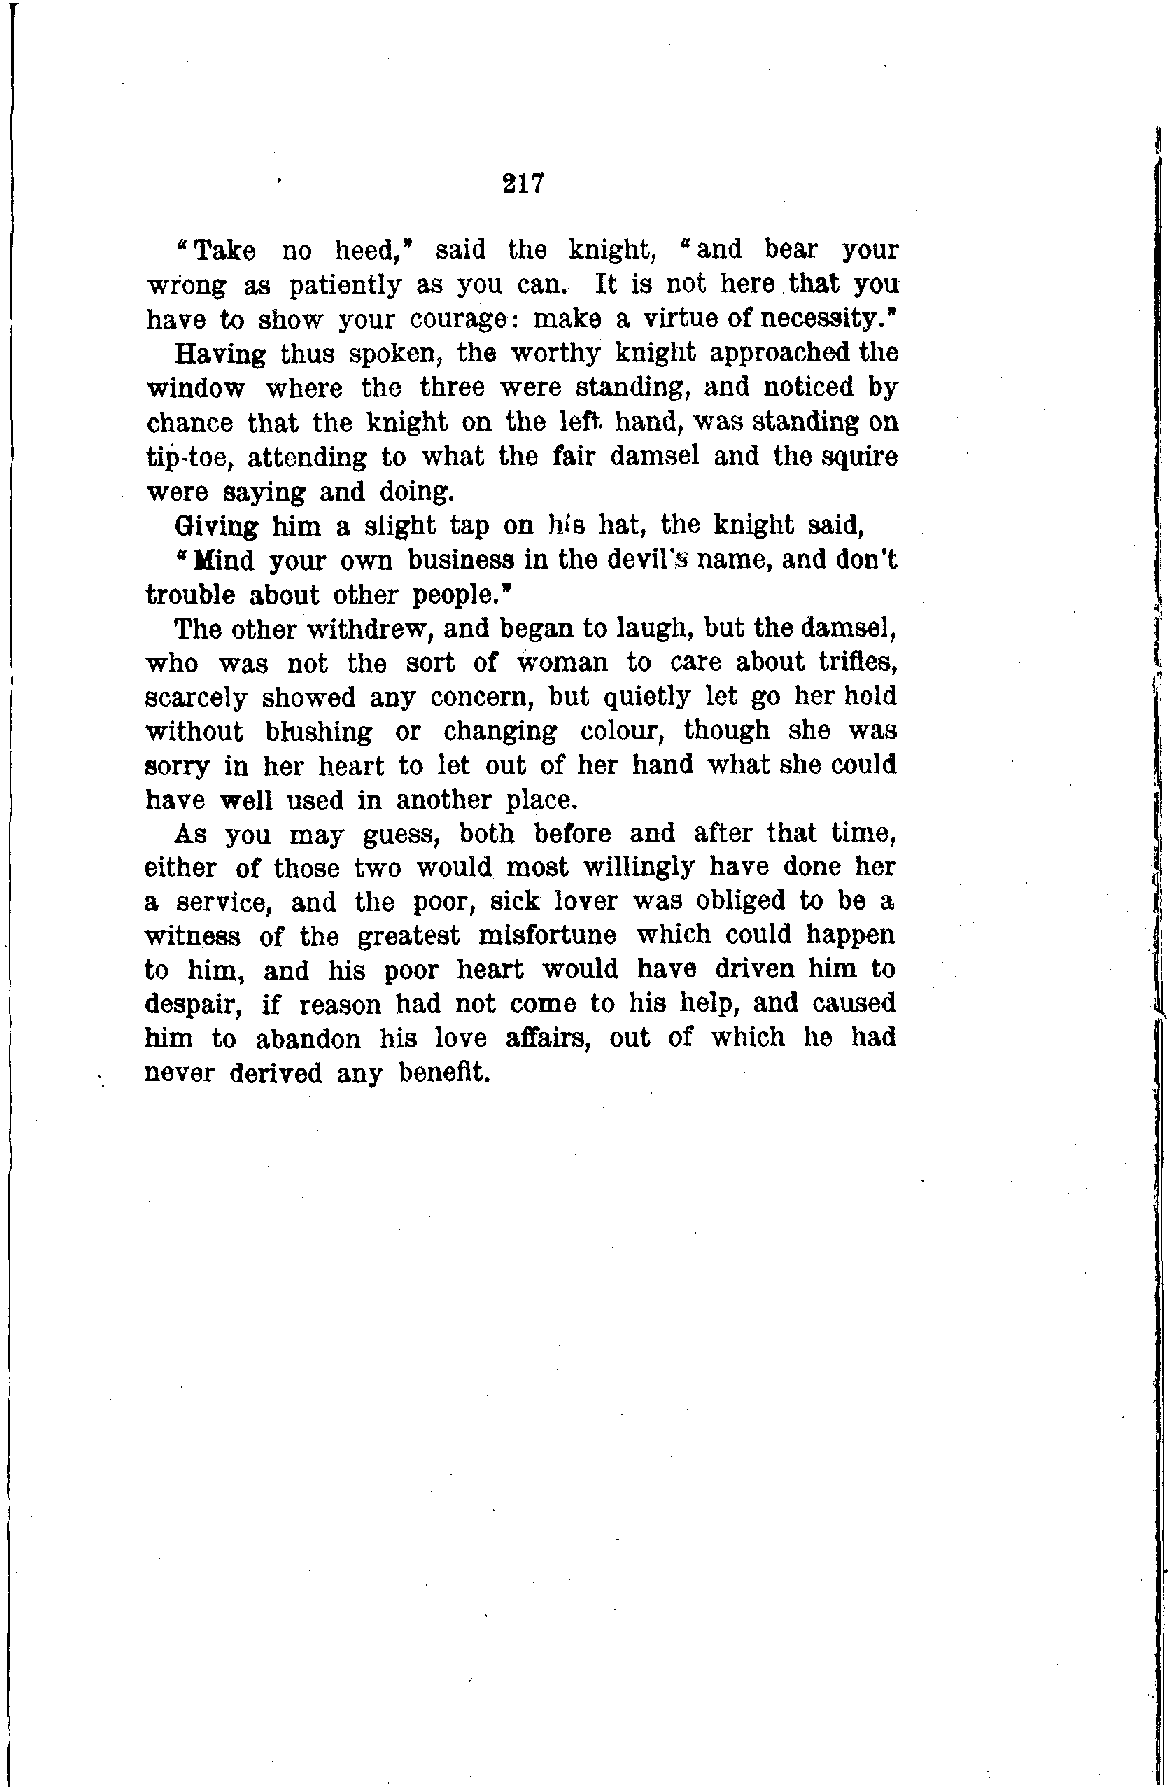 217
"Take no heed," said the knight, "and bear your
wrong as patiently as you can. It is not here that you
have to show your courage: make a virtue of necessity."
Having thus spoken, the worthy knight approached the
window where the three were standing, and noticed by
chance that the knight on the left hand, was standing on
tip-toe, attending to what the fair damsel and the squire
were saying and doing.
Giving him a slight tap on his hat, the knight said,
"Mind your own business in the devil's name, and don't
trouble about other people."
The other withdrew, and began to laugh, but the damsel,
who was not the sort of woman to care about trifles,
scarcely showed any concern, but quietly let go her hold
without blushing or changing colour, though she was
sorry in her heart to let out of her hand what she could
have well used in another place.
As you may guess, both before and after that time,
either of those two would most willingly have done her
a service, and the poor, sick lover was obliged to be a
witness of the greatest misfortune which could happen
to him, and his poor heart would have driven him to
despair, if reason had not come to his help, and caused
him to abandon his love affairs, out of which he had
never derived any benefit.